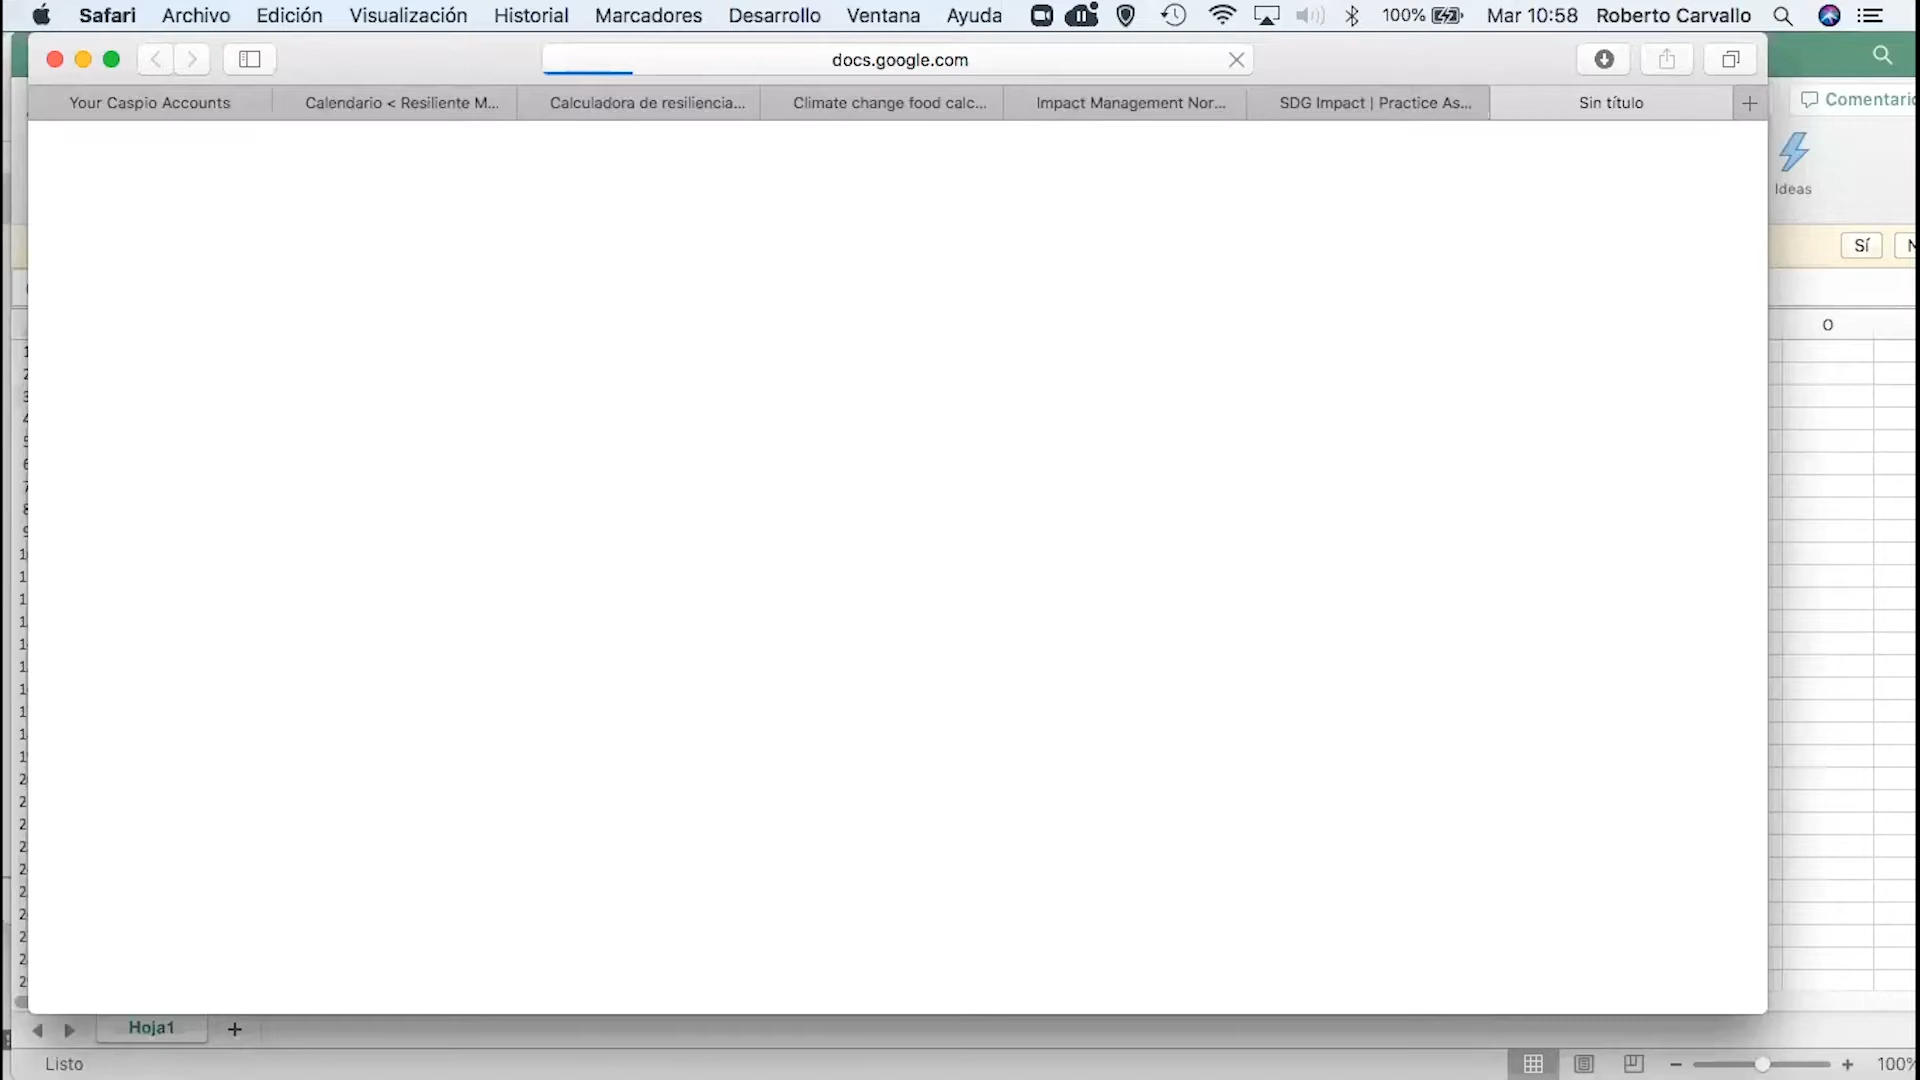 Safari Archivo Edición Visualización Historial Marcadores Desarrollo Ventana Ayuda 100% Mar 10:58 Roberto Carvallo
docs.google.com
Your Caspio Accounts Calendario < Resiliente M... Calculadora de resiliencia... Climate change food calc... Impact Management Nor... SDG Impact | Practice As... Sin título
Comentario
Ideas
Sí
O
Hoja1
Listo 100%